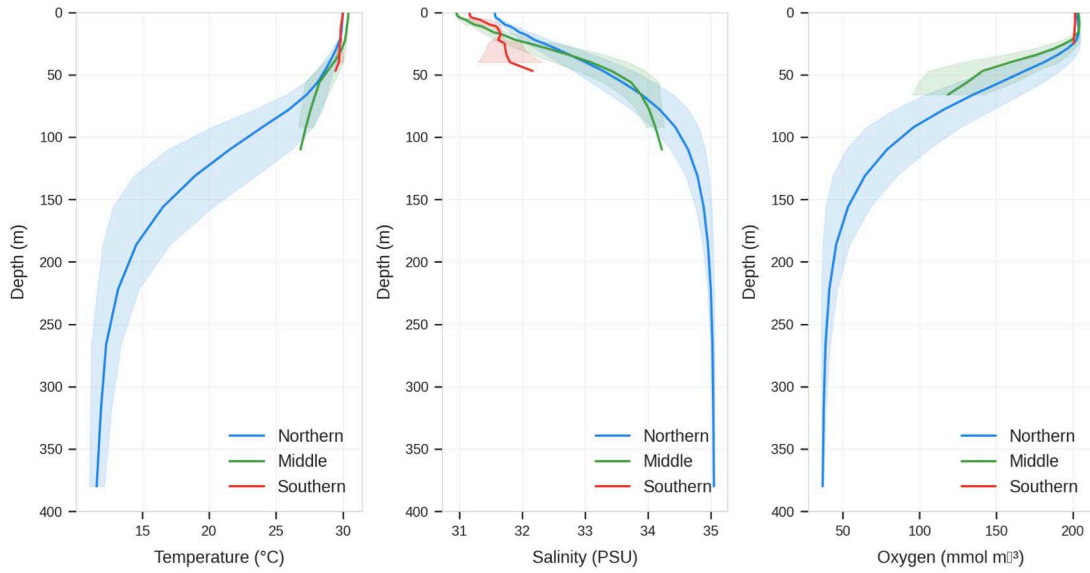 0
50
100
150
200
250
300
350
400
Depth (m)
15
20
25
30
Temperature (°C)
Northern
Middle
Southern
0
50
100
150
200
250
300
350
400
Depth (m)
31
32
33
34
35
Salinity (PSU)
Northern
Middle
Southern
0
50
100
150
200
250
300
350
400
Depth (m)
50
100
150
200
Oxygen (mmol m▯³)
Northern
Middle
Southern